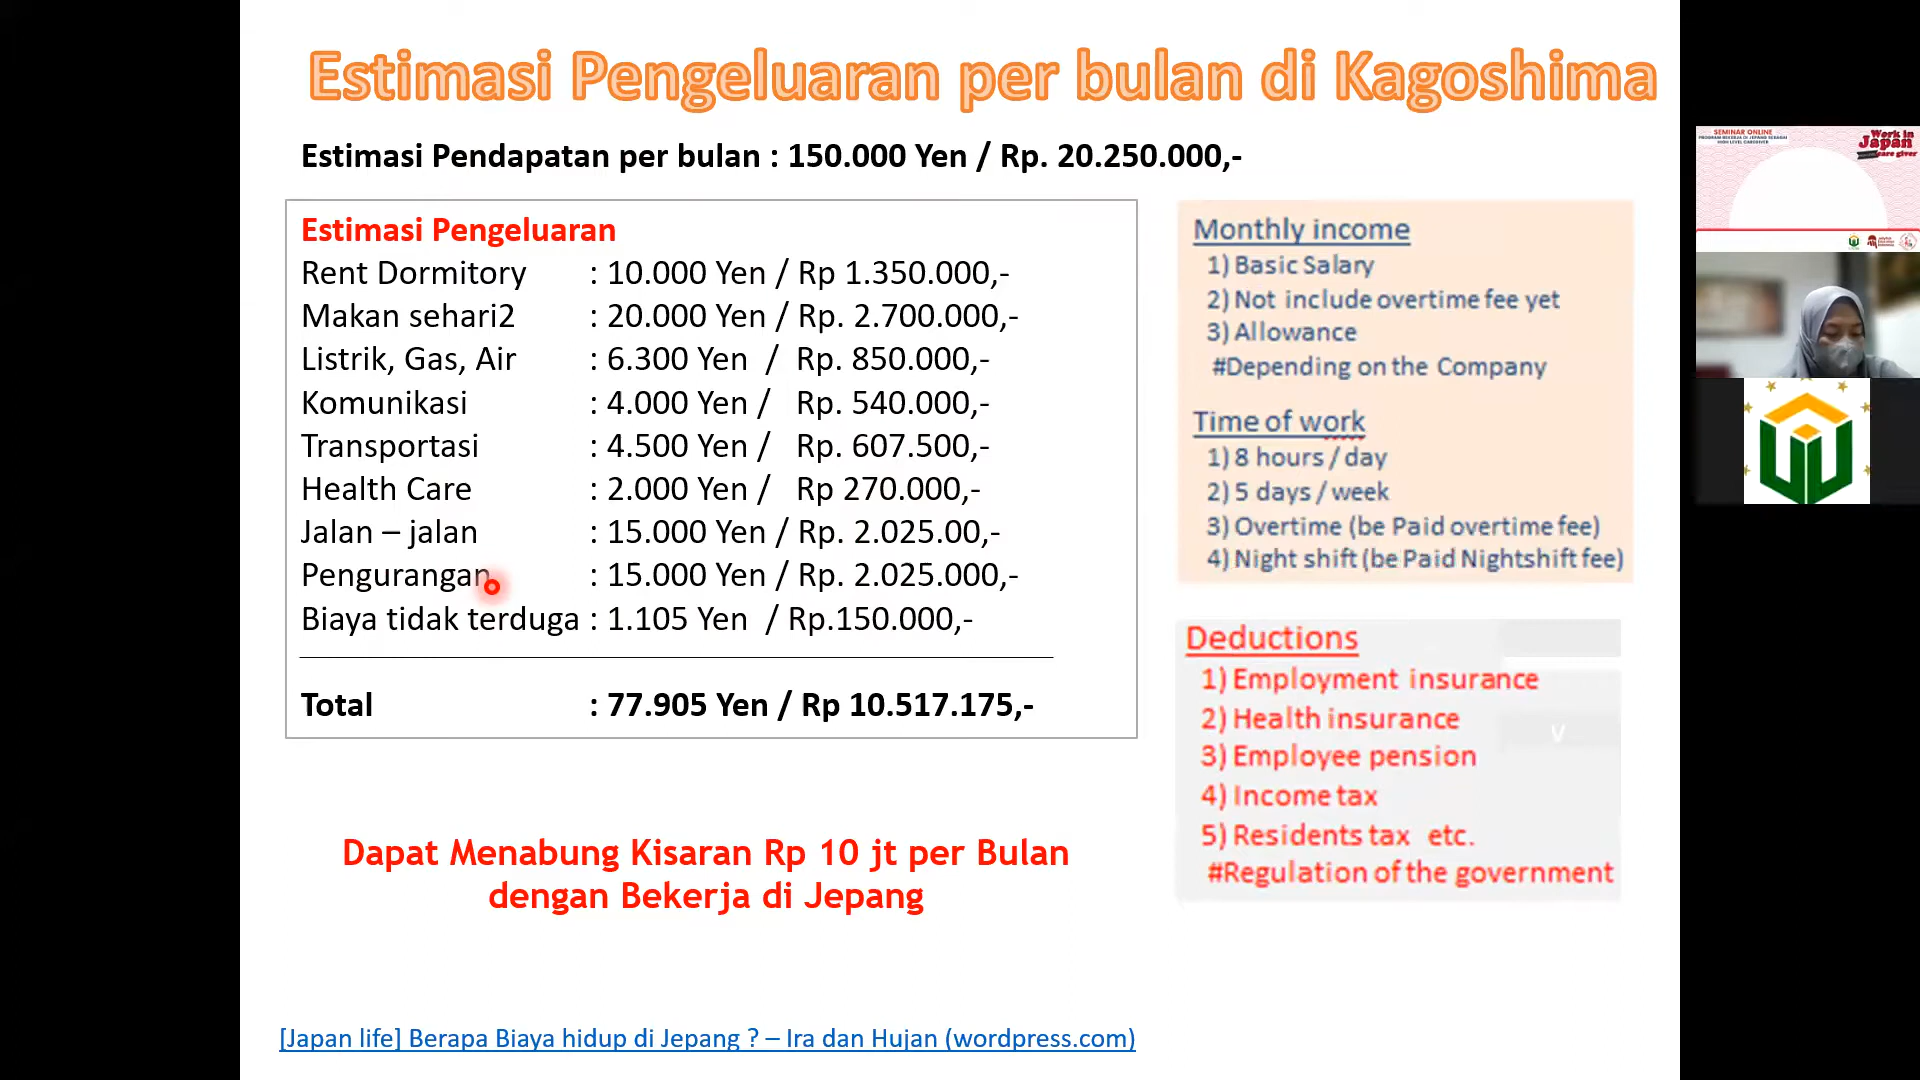 Estimasi Pengeluaran per bulan di Kagoshima
Estimasi Pendapatan per bulan : 150.000 Yen / Rp. 20.250.000,-
Estimasi Pengeluaran
Rent Dormitory : 10.000 Yen / Rp 1.350.000,-
Makan sehari2 : 20.000 Yen / Rp. 2.700.000,-
Listrik, Gas, Air : 6.300 Yen / Rp. 850.000,-
Komunikasi : 4.000 Yen / Rp. 540.000,-
Transportasi : 4.500 Yen / Rp. 607.500,-
Health Care : 2.000 Yen / Rp 270.000,-
Jalan – jalan : 15.000 Yen / Rp. 2.025.00,-
Pengurangan : 15.000 Yen / Rp. 2.025.000,-
Biaya tidak terduga : 1.105 Yen / Rp.150.000,-
Total : 77.905 Yen / Rp 10.517.175,-
Dapat Menabung Kisaran Rp 10 jt per Bulan
dengan Bekerja di Jepang
[Japan life] Berapa Biaya hidup di Jepang ? – Ira dan Hujan (wordpress.com)
Monthly income
1) Basic Salary
2) Not include overtime fee yet
3) Allowance
#Depending on the Company
Time of work
1) 8 hours / day
2) 5 days / week
3) Overtime (be Paid overtime fee)
4) Night shift (be Paid Nightshift fee)
Deductions
1) Employment insurance
2) Health insurance
3) Employee pension
4) Income tax
5) Residents tax etc.
#Regulation of the government
v
SEMINAR ONLINE
PROGRAM BEKERJA DI JEPANG SEBAGAI
HIGH LEVEL CAREGIVER
Work in
Japan
care giver